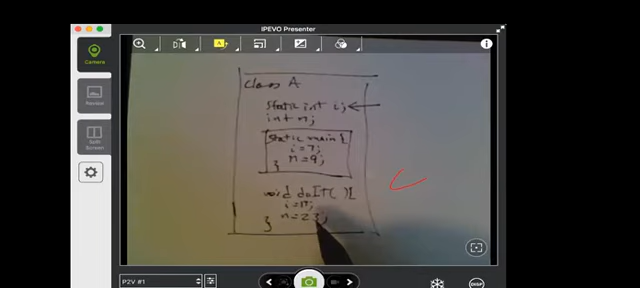 IPEVO Presenter
Camera
Review
Split
Screen
class A
static int i;
int n;
static main {
i=7;
} n=9;
void doIT( ) {
i=17;
} n=23;
P2V #1
DISP